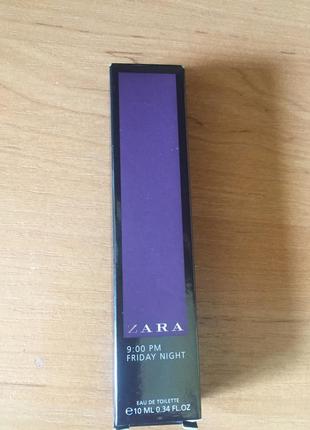 ZARA
9:00 PM
FRIDAY NIGHT
EAU DE TOILETTE
℮10 ML 0.34 FL.OZ